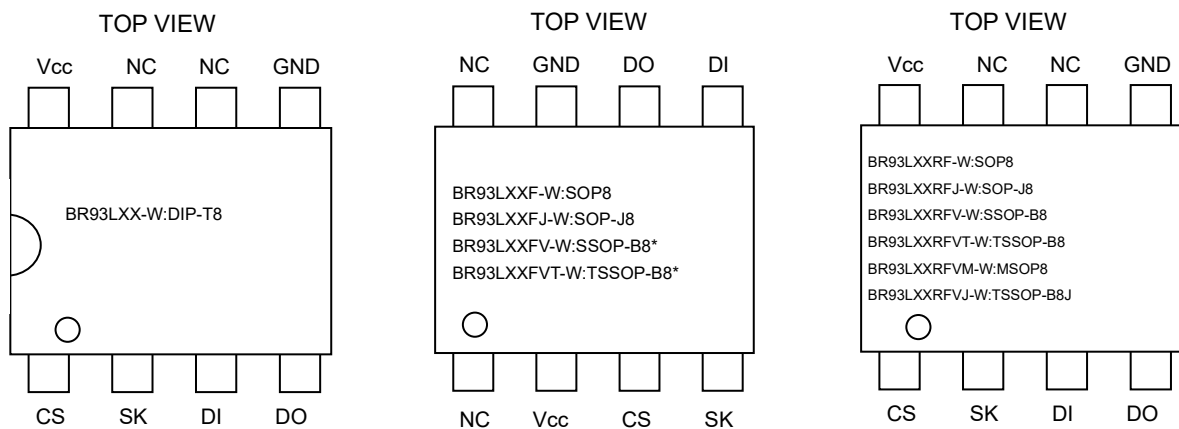 TOP VIEW
Vcc NC NC GND
BR93LXX-W:DIP-T8
CS SK DI DO
TOP VIEW
NC GND DO DI
BR93LXXF-W:SOP8
BR93LXXFJ-W:SOP-J8
BR93LXXFV-W:SSOP-B8*
BR93LXXFVT-W:TSSOP-B8*
NC Vcc CS SK
TOP VIEW
Vcc NC NC GND
BR93LXXRF-W:SOP8
BR93LXXRFJ-W:SOP-J8
BR93LXXRFV-W:SSOP-B8
BR93LXXRFVT-W:TSSOP-B8
BR93LXXRFVM-W:MSOP8
BR93LXXRFVJ-W:TSSOP-B8J
CS SK DI DO